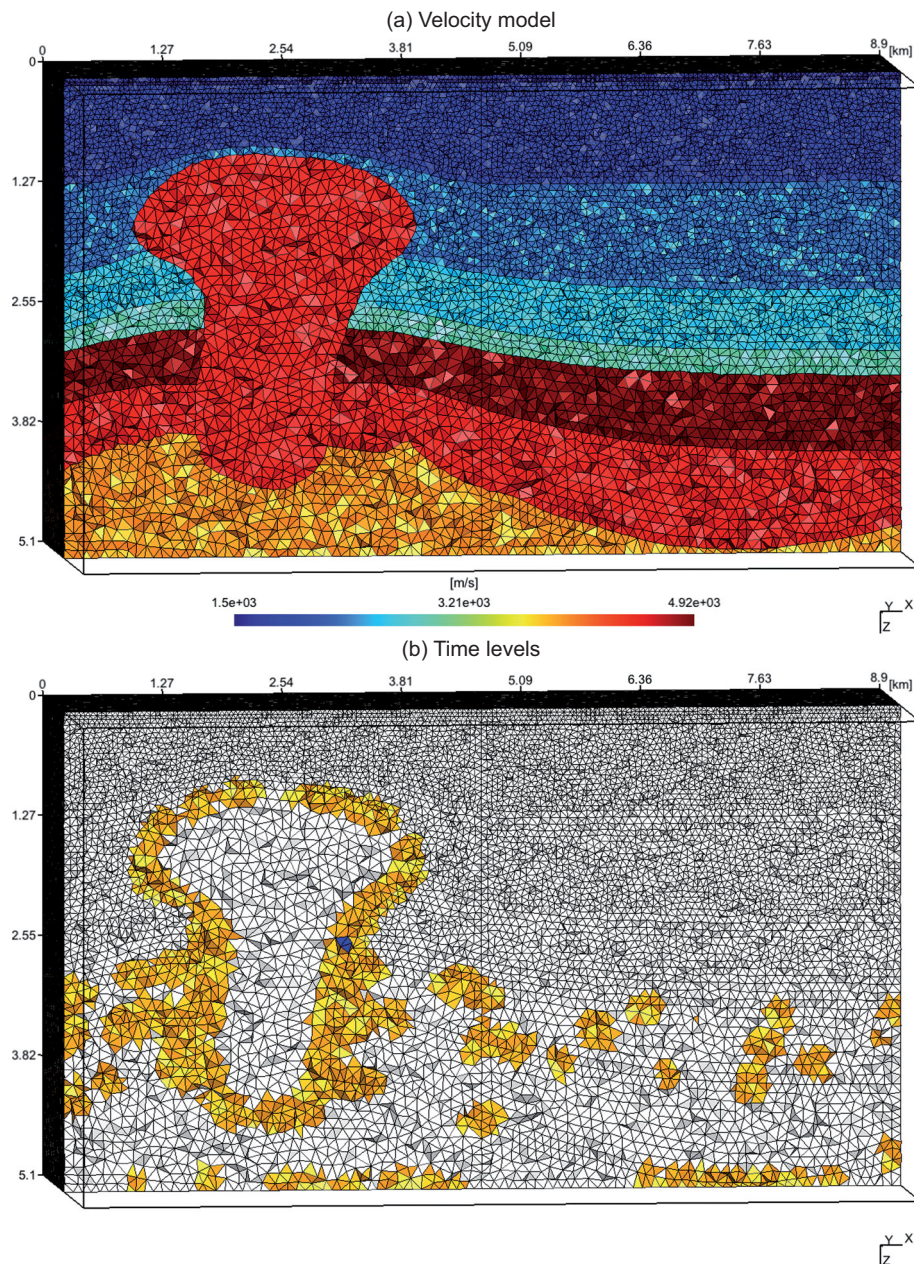 (a) Velocity model
0 1.27 2.54 3.81 5.09 6.36 7.63 8.9 [km]
0
1.27
2.55
3.82
5.1
[m/s]
1.5e+03 3.21e+03 4.92e+03
Y X
Z
(b) Time levels
0 1.27 2.54 3.81 5.09 6.36 7.63 8.9 [km]
0
1.27
2.55
3.82
5.1
Y X
Z